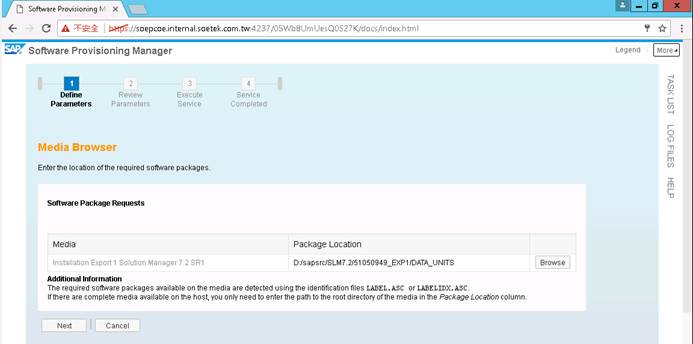 Software Provisioning M
不安全
https://soepcoe.internal.soetek.com.tw:4237/05WbBUmUesQ0527K/docs/index.html
SAP Software Provisioning Manager
Legend
More
1 2 3 4
Define Parameters
Review Parameters
Execute Service
Service Completed
TASK LIST
LOG FILES
HELP
Media Browser
Enter the location of the required software packages.
Software Package Requests
Media Package Location
Installation Export 1 Solution Manager 7.2 SR1 D:/sapsrc/SLM7.2/51050949_EXP1/DATA_UNITS Browse
Additional Information
The required software packages available on the media are detected using the identification files LABEL.ASC or LABELIDX.ASC.
If there are complete media available on the host, you only need to enter the path to the root directory of the media in the Package Location column.
Next Cancel